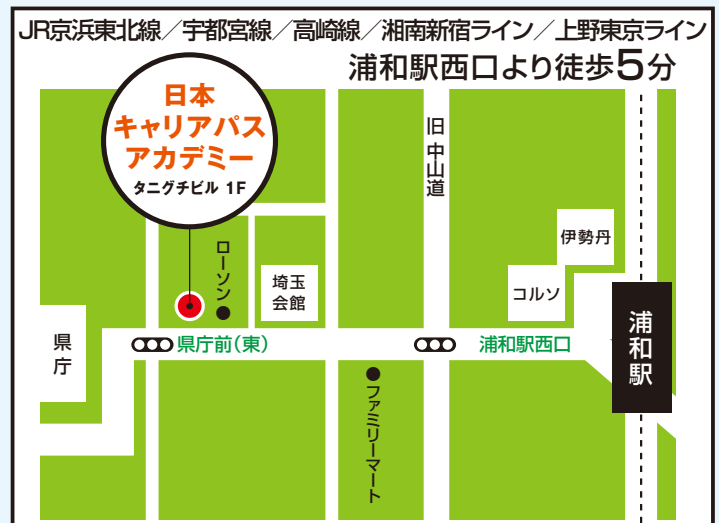 JR京浜東北線／宇都宮線／高崎線／湘南新宿ライン／上野東京ライン
浦和駅西口より徒歩5分
日本
キャリアパス
アカデミー
タニグチビル 1F
旧中山道
伊勢丹
コルソ
ローソン
埼玉
会館
県庁
県庁前（東）
浦和駅西口
浦和駅
ファミリーマート